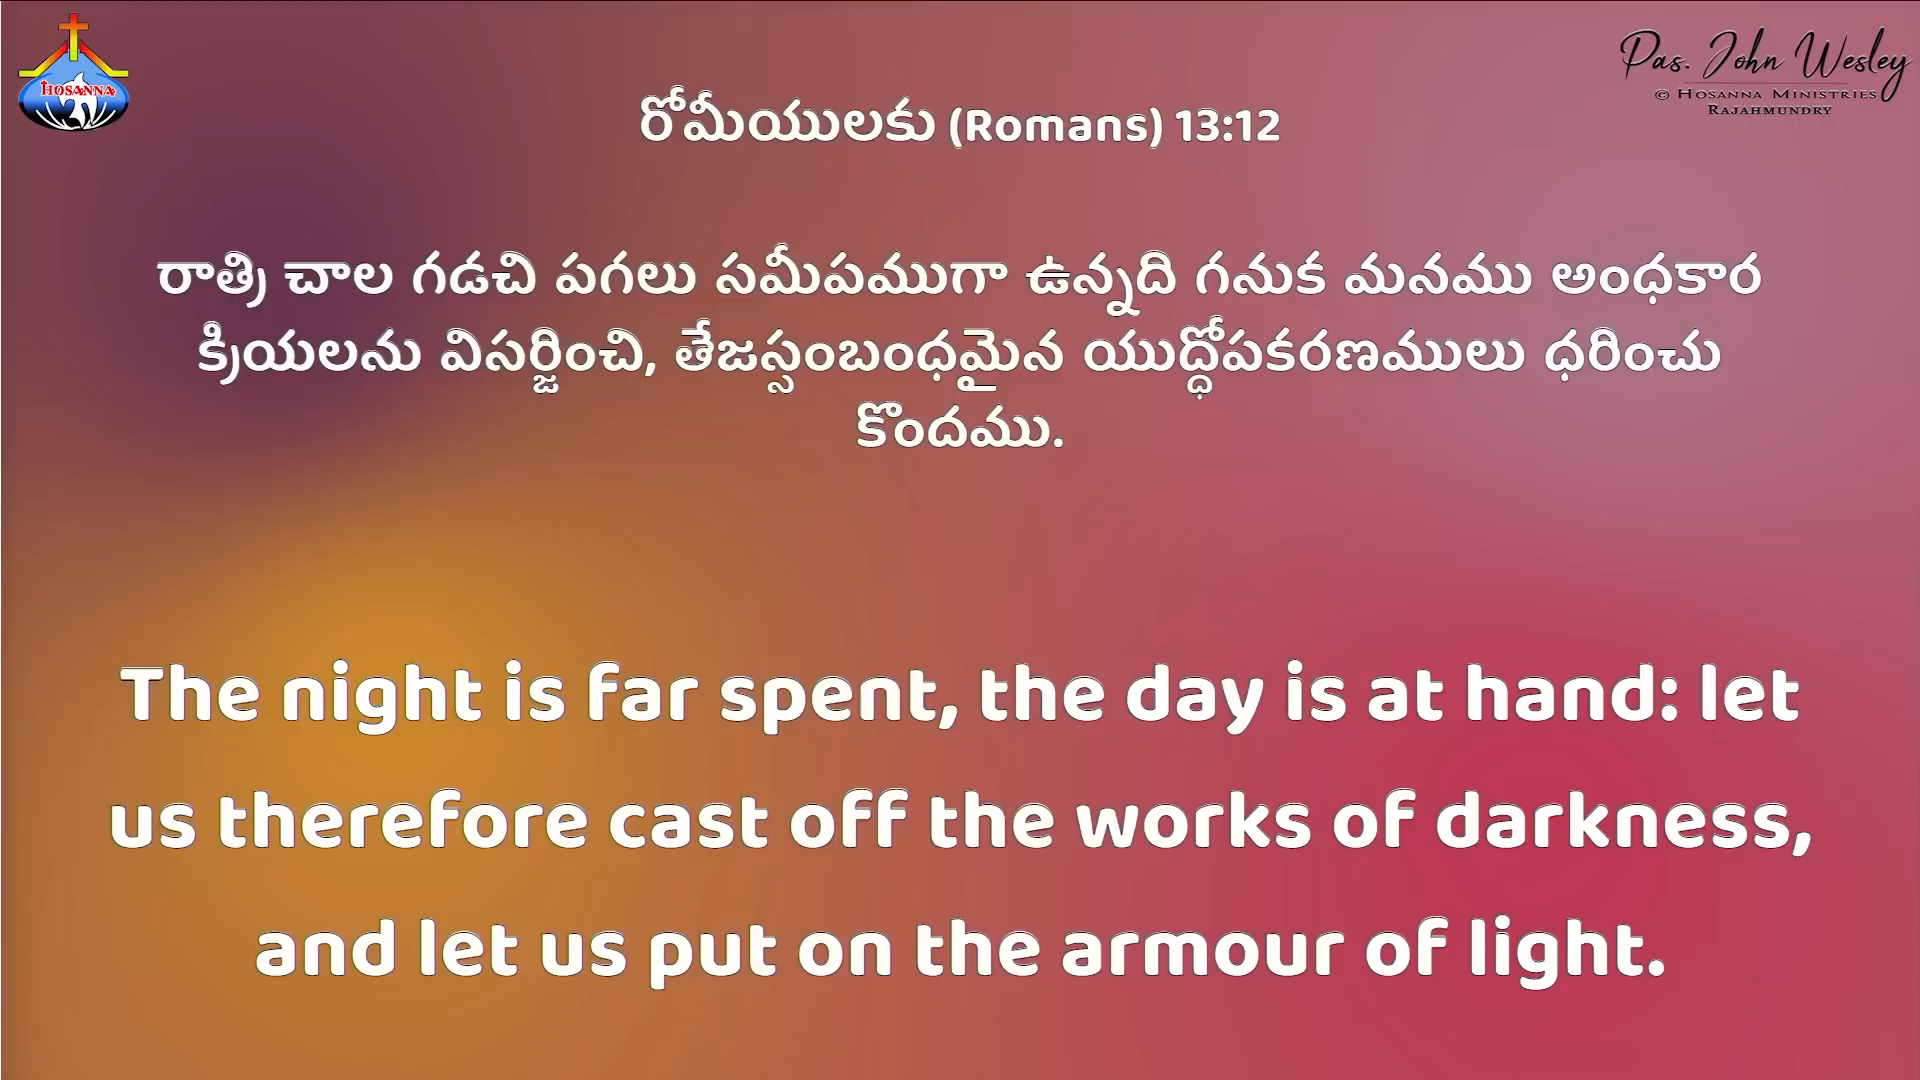 HOSANNA
Pas. John Wesley
© HOSANNA MINISTRIES
RAJAHMUNDRY
రోమీయులకు (Romans) 13:12
రాత్రి చాల గడచి పగలు సమీపముగా ఉన్నది గనుక మనము అంధకార
క్రియలను విసర్జించి, తేజస్సంబంధమైన యుద్ధోపకరణములు ధరించు
కొందము.
The night is far spent, the day is at hand: let
us therefore cast off the works of darkness,
and let us put on the armour of light.